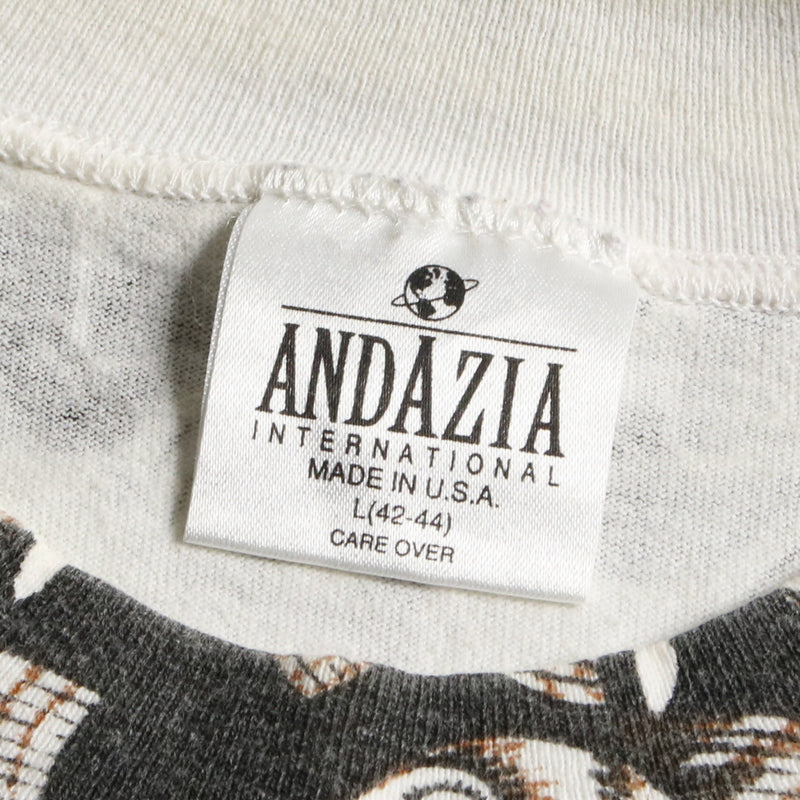 ANDAZIA
INTERNATIONAL
MADE IN U.S.A.
L(42-44)
CARE OVER